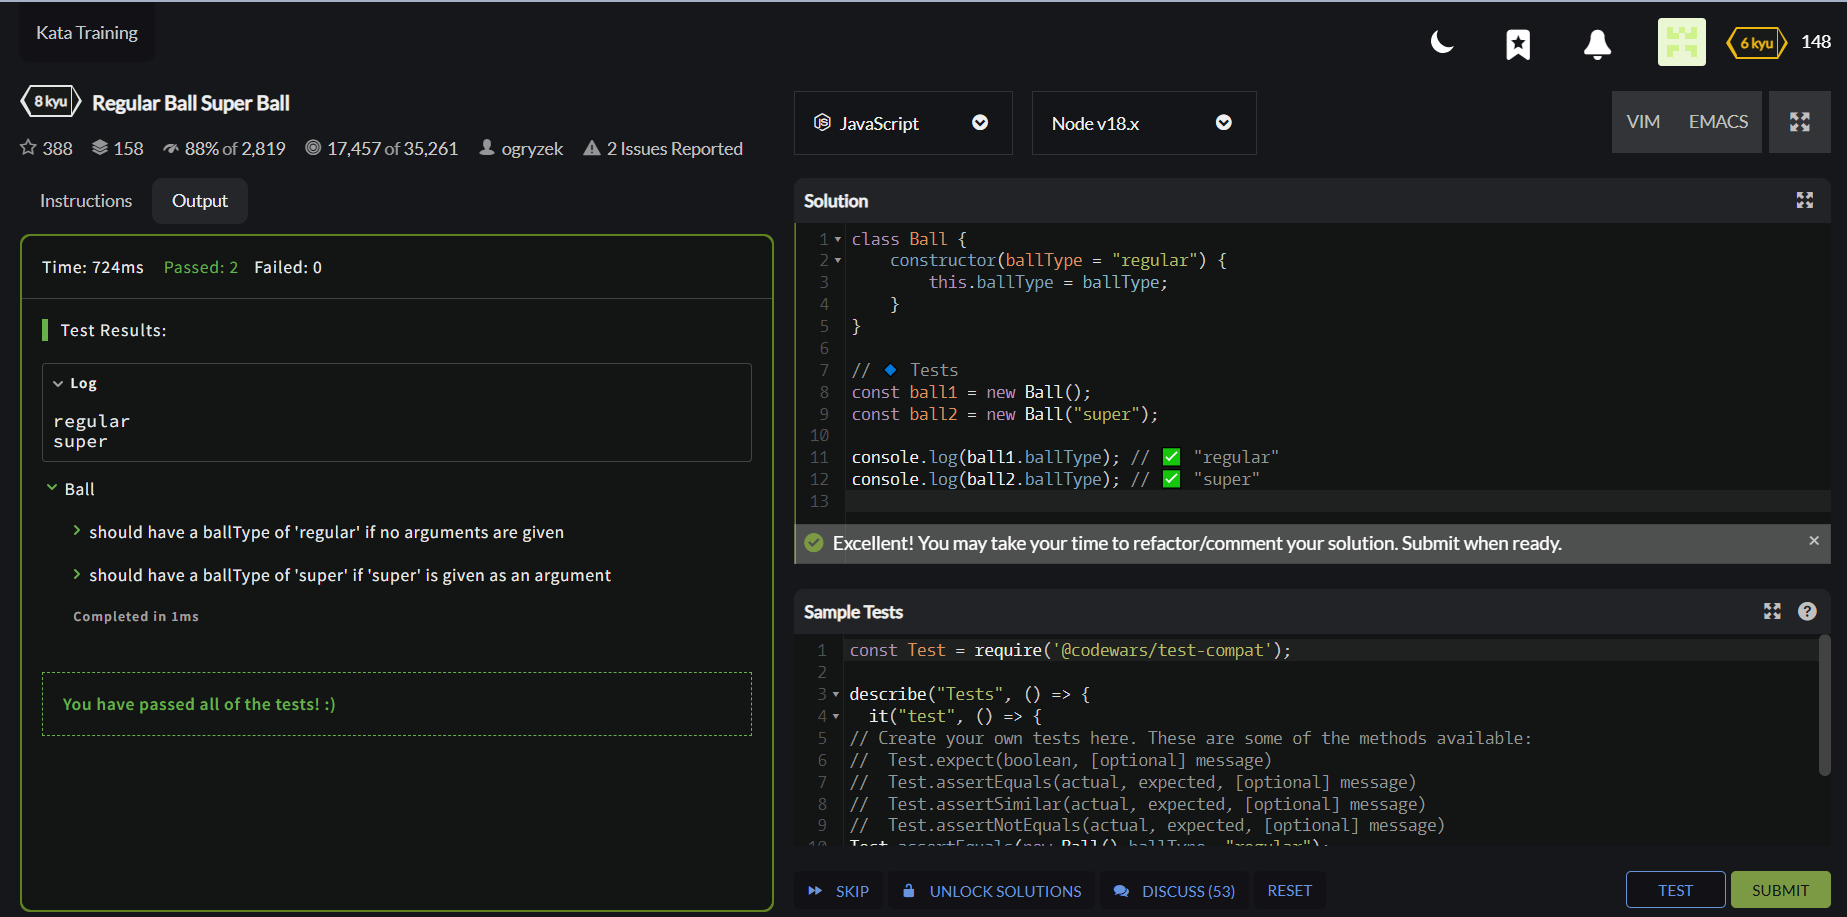 Kata Training
6 kyu 148
8 kyu Regular Ball Super Ball
388 158 88% of 2,819 17,457 of 35,261 ogryzek 2 Issues Reported
Instructions Output
Time: 724ms Passed: 2 Failed: 0
Test Results:
Log
regular
super
Ball
should have a ballType of 'regular' if no arguments are given
should have a ballType of 'super' if 'super' is given as an argument
Completed in 1ms
You have passed all of the tests! :)
JS JavaScript Node v18.x VIM EMACS
Solution
1 class Ball {
2 constructor(ballType = "regular") {
3 this.ballType = ballType;
4 }
5 }
6
7 // 🔹 Tests
8 const ball1 = new Ball();
9 const ball2 = new Ball("super");
10
11 console.log(ball1.ballType); // ✅ "regular"
12 console.log(ball2.ballType); // ✅ "super"
13
Excellent! You may take your time to refactor/comment your solution. Submit when ready. ×
Sample Tests ?
1 const Test = require('@codewars/test-compat');
2
3 describe("Tests", () => {
4 it("test", () => {
5 // Create your own tests here. These are some of the methods available:
6 // Test.expect(boolean, [optional] message)
7 // Test.assertEquals(actual, expected, [optional] message)
8 // Test.assertSimilar(actual, expected, [optional] message)
9 // Test.assertNotEquals(actual, expected, [optional] message)
10 Test.assertEquals(new Ball().ballType, "regular");
SKIP UNLOCK SOLUTIONS DISCUSS (53) RESET TEST SUBMIT